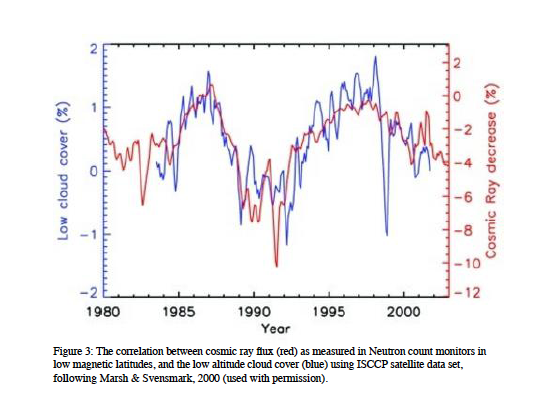 2
1
0
−1
−2
Low cloud cover (%)
2
0
−2
−4
−6
−8
−10
−12
Cosmic Ray decrease (%)
1980 1985 1990 1995 2000
Year
Figure 3: The correlation between cosmic ray flux (red) as measured in Neutron count monitors in
low magnetic latitudes, and the low altitude cloud cover (blue) using ISCCP satellite data set,
following Marsh & Svensmark, 2000 (used with permission).